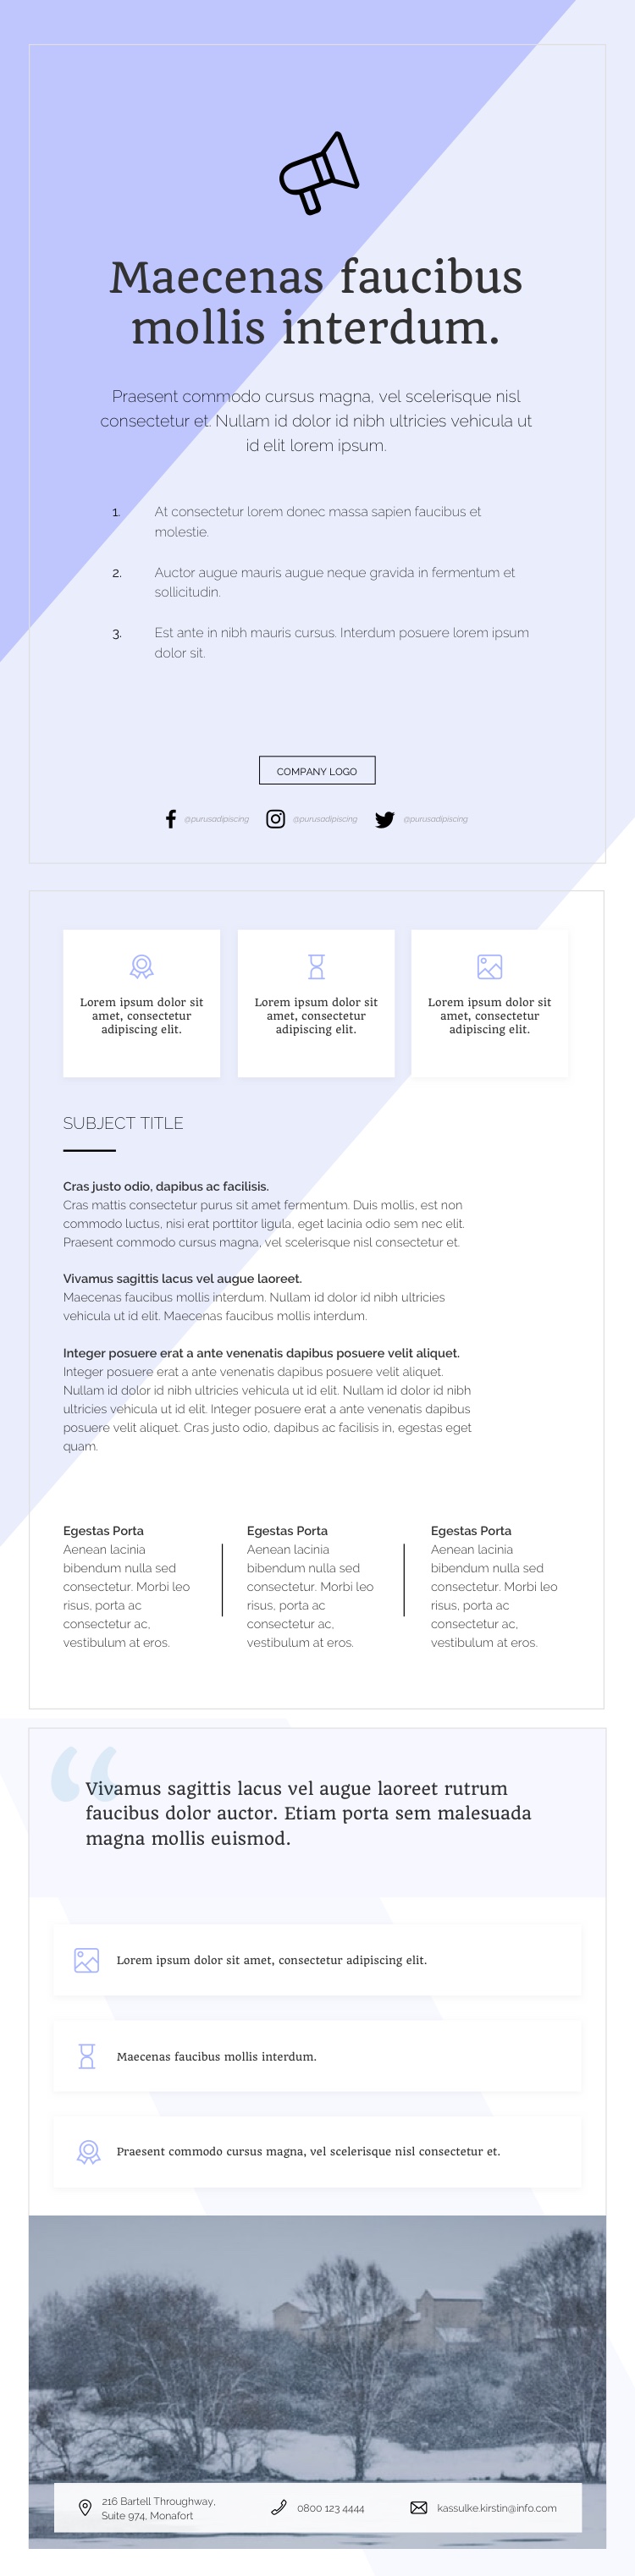 Maecenas faucibus
mollis interdum.
Praesent commodo cursus magna, vel scelerisque nisl
consectetur et. Nullam id dolor id nibh ultricies vehicula ut
id elit lorem ipsum.
1. At consectetur lorem donec massa sapien faucibus et
molestie.
2. Auctor augue mauris augue neque gravida in fermentum et
sollicitudin.
3. Est ante in nibh mauris cursus. Interdum posuere lorem ipsum
dolor sit.
COMPANY LOGO
@purusadipiscing @purusadipiscing @purusadipiscing
Lorem ipsum dolor sit
amet, consectetur
adipiscing elit.
Lorem ipsum dolor sit
amet, consectetur
adipiscing elit.
Lorem ipsum dolor sit
amet, consectetur
adipiscing elit.
SUBJECT TITLE
Cras justo odio, dapibus ac facilisis.
Cras mattis consectetur purus sit amet fermentum. Duis mollis, est non
commodo luctus, nisi erat porttitor ligula, eget lacinia odio sem nec elit.
Praesent commodo cursus magna, vel scelerisque nisl consectetur et.
Vivamus sagittis lacus vel augue laoreet.
Maecenas faucibus mollis interdum. Nullam id dolor id nibh ultricies
vehicula ut id elit. Maecenas faucibus mollis interdum.
Integer posuere erat a ante venenatis dapibus posuere velit aliquet.
Integer posuere erat a ante venenatis dapibus posuere velit aliquet.
Nullam id dolor id nibh ultricies vehicula ut id elit. Nullam id dolor id nibh
ultricies vehicula ut id elit. Integer posuere erat a ante venenatis dapibus
posuere velit aliquet. Cras justo odio, dapibus ac facilisis in, egestas eget
quam.
Egestas Porta
Aenean lacinia
bibendum nulla sed
consectetur. Morbi leo
risus, porta ac
consectetur ac,
vestibulum at eros.
Egestas Porta
Aenean lacinia
bibendum nulla sed
consectetur. Morbi leo
risus, porta ac
consectetur ac,
vestibulum at eros.
Egestas Porta
Aenean lacinia
bibendum nulla sed
consectetur. Morbi leo
risus, porta ac
consectetur ac,
vestibulum at eros.
“
Vivamus sagittis lacus vel augue laoreet rutrum
faucibus dolor auctor. Etiam porta sem malesuada
magna mollis euismod.
Lorem ipsum dolor sit amet, consectetur adipiscing elit.
Maecenas faucibus mollis interdum.
Praesent commodo cursus magna, vel scelerisque nisl consectetur et.
216 Bartell Throughway,
Suite 974, Monafort
0800 123 4444
kassulke.kirstin@info.com